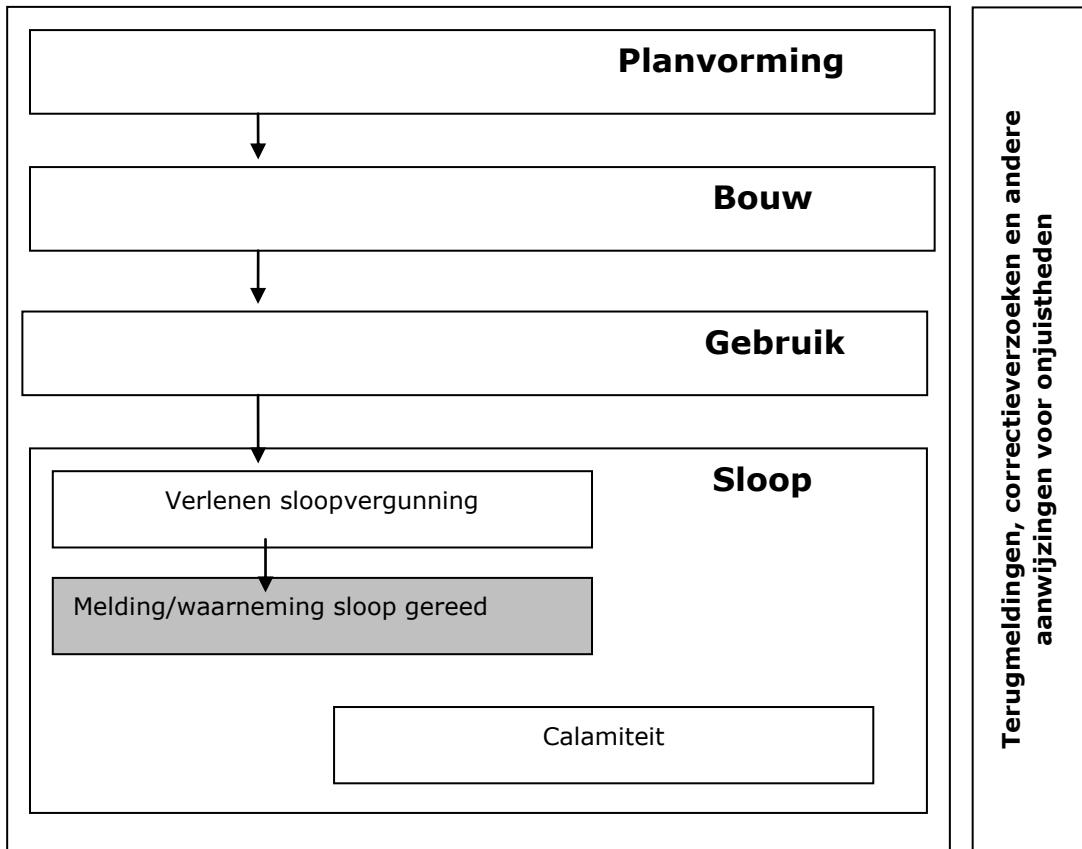 Planvorming
Bouw
Gebruik
Sloop
Verlenen sloopvergunning
Melding/waarneming sloop gereed
Calamiteit
Terugmeldingen, correctieverzoeken en andere
aanwijzingen voor onjuistheden